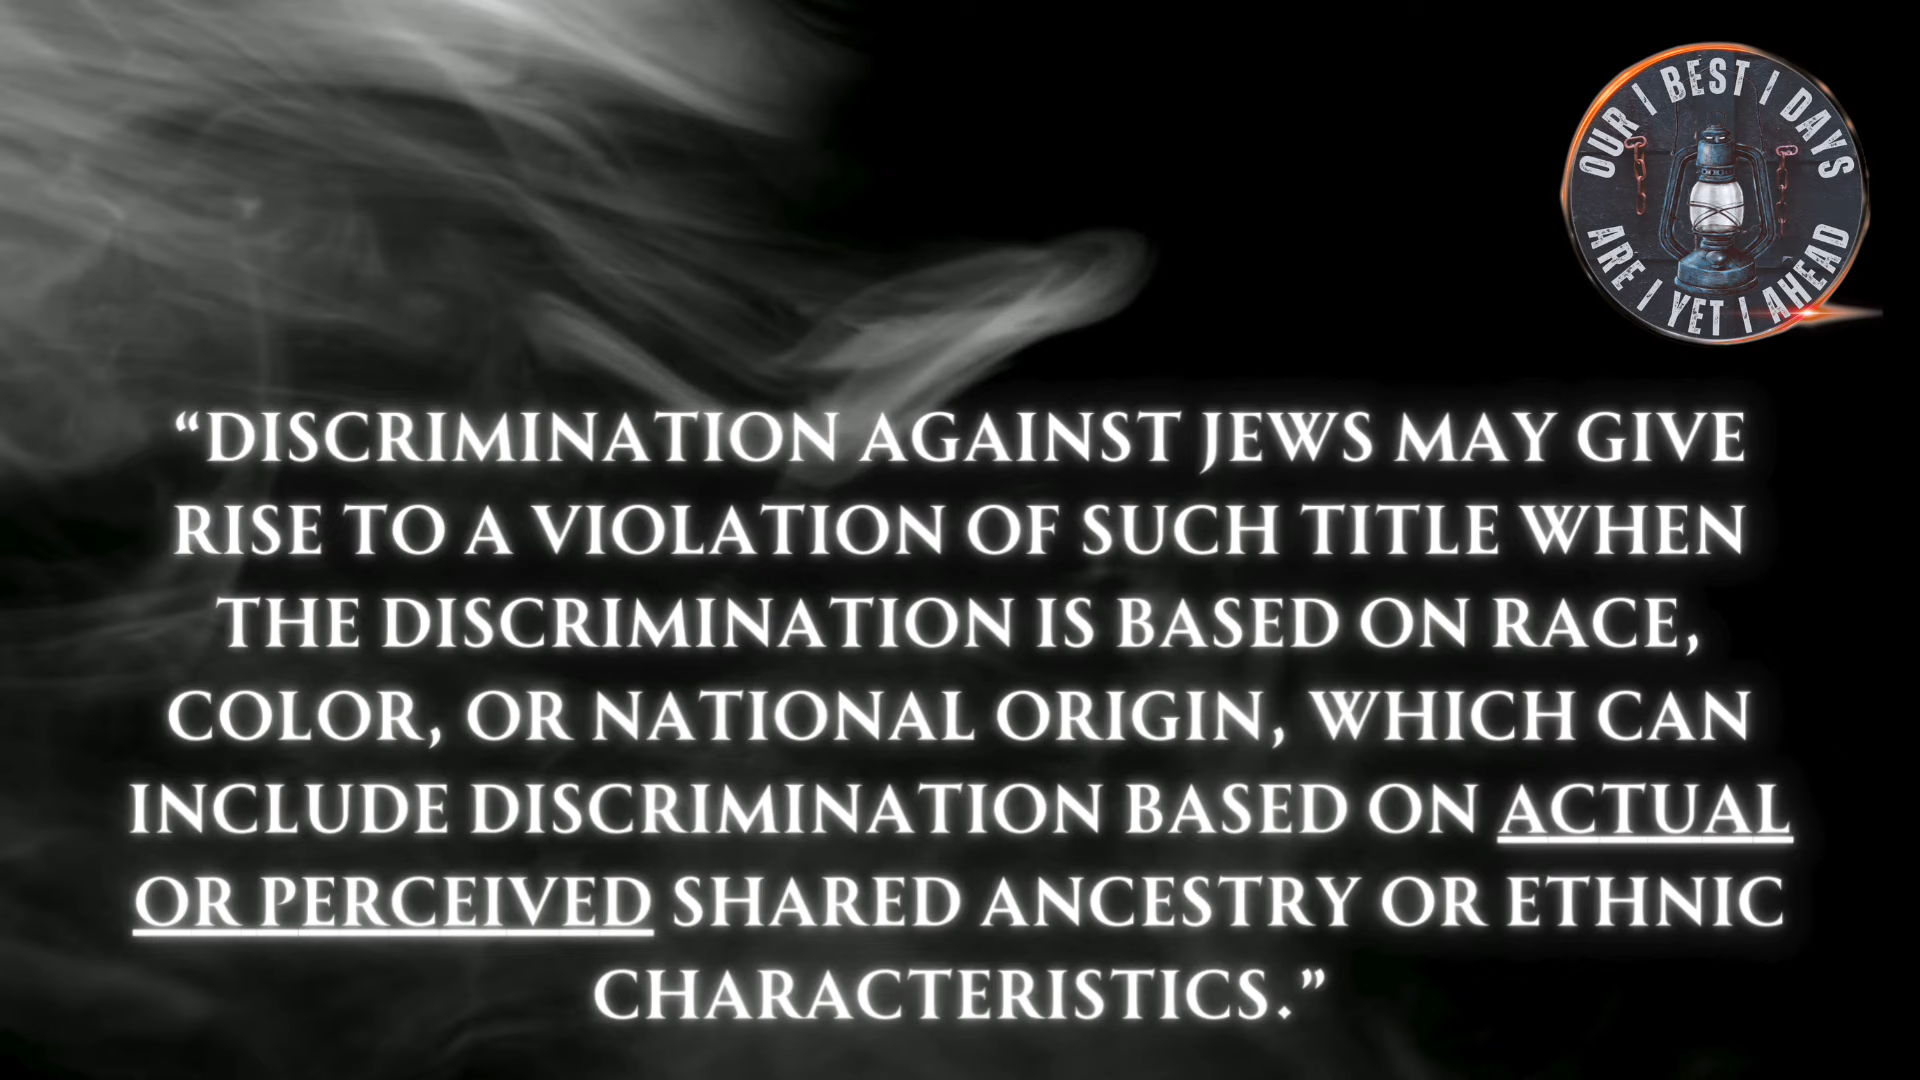 OUR | BEST | DAYS
ARE | YET | AHEAD
“DISCRIMINATION AGAINST JEWS MAY GIVE
RISE TO A VIOLATION OF SUCH TITLE WHEN
THE DISCRIMINATION IS BASED ON RACE,
COLOR, OR NATIONAL ORIGIN, WHICH CAN
INCLUDE DISCRIMINATION BASED ON ACTUAL
OR PERCEIVED SHARED ANCESTRY OR ETHNIC
CHARACTERISTICS.”